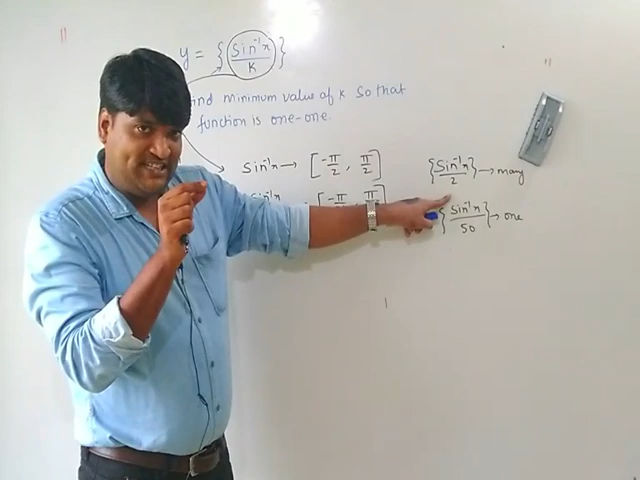 y = { sin⁻¹x / k }
ind minimum value of k so that
function is one-one.
sin⁻¹x → [ -π/2 , π/2 ]
sin⁻¹x [ -π/2 , π/2 ]
{ sin⁻¹x / 2 } → many
{ sin⁻¹x / 50 } → one